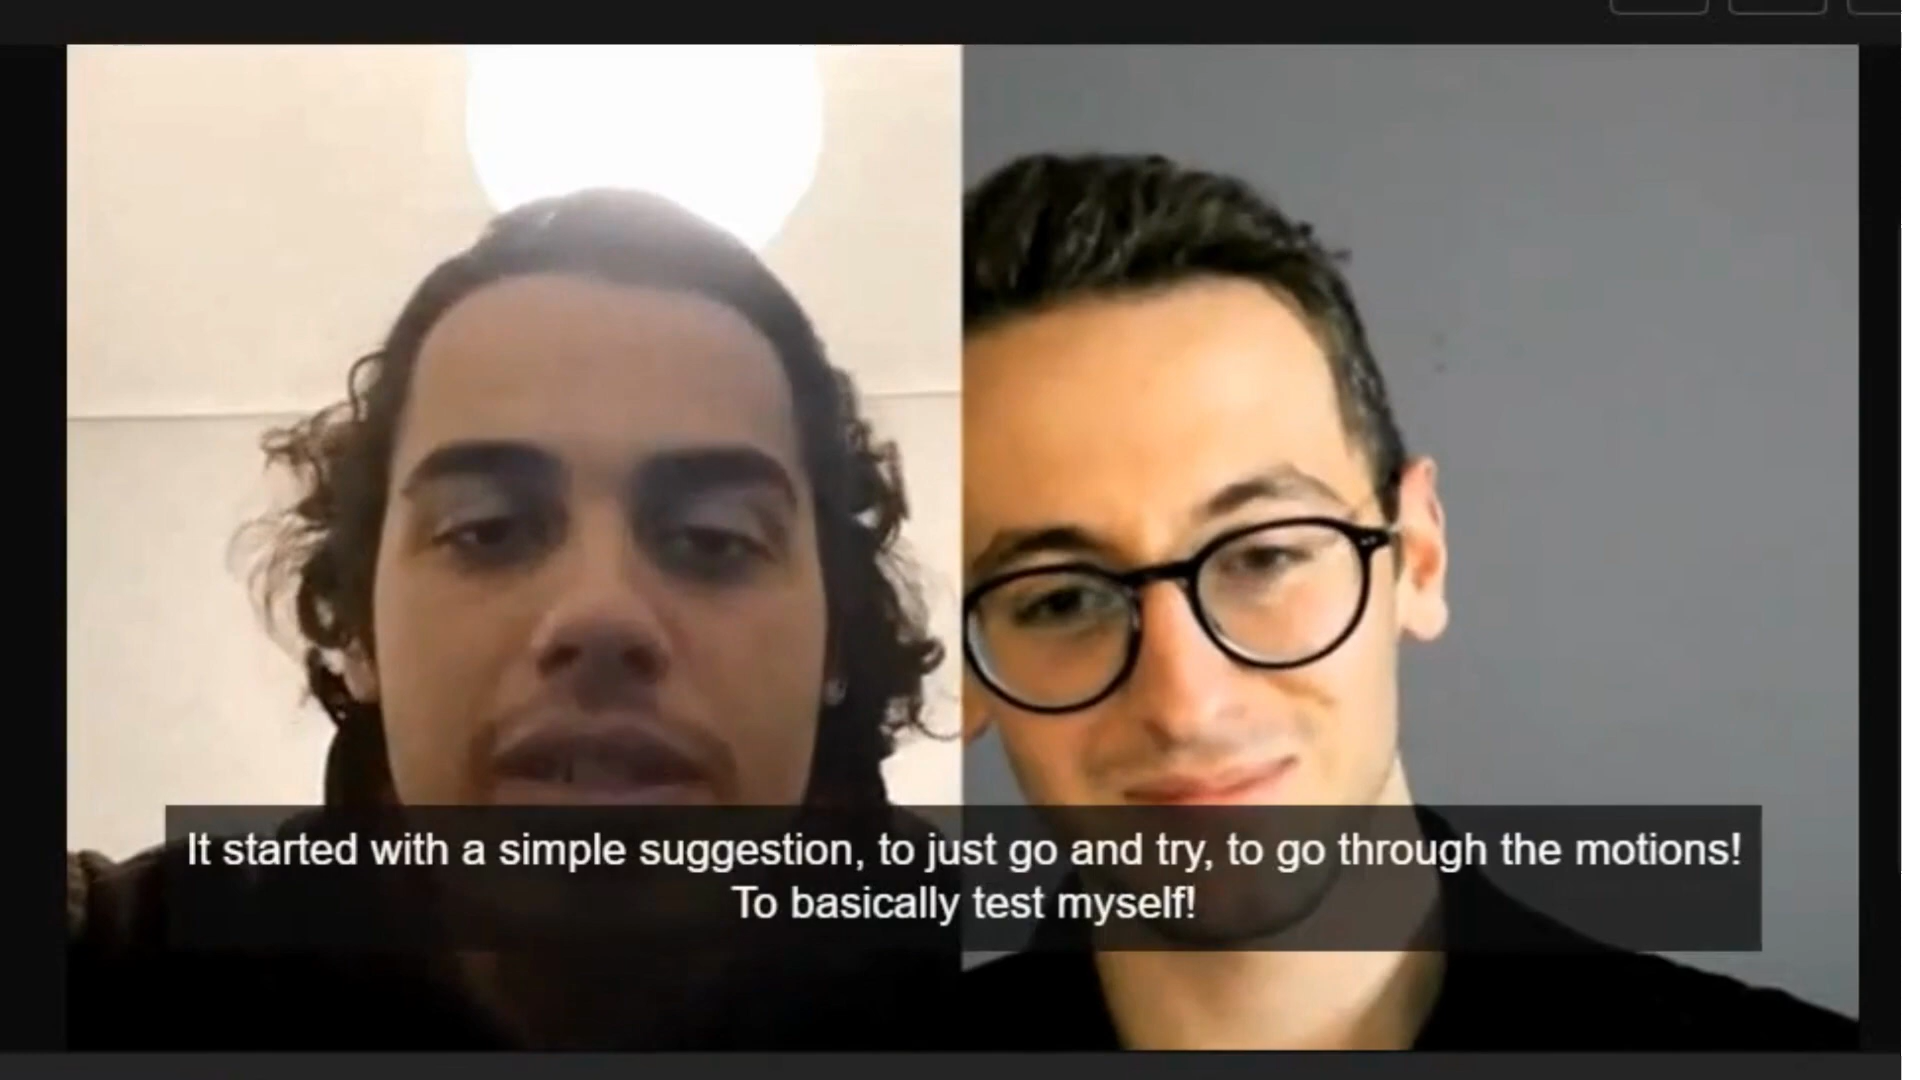 It started with a simple suggestion, to just go and try, to go through the motions!
To basically test myself!